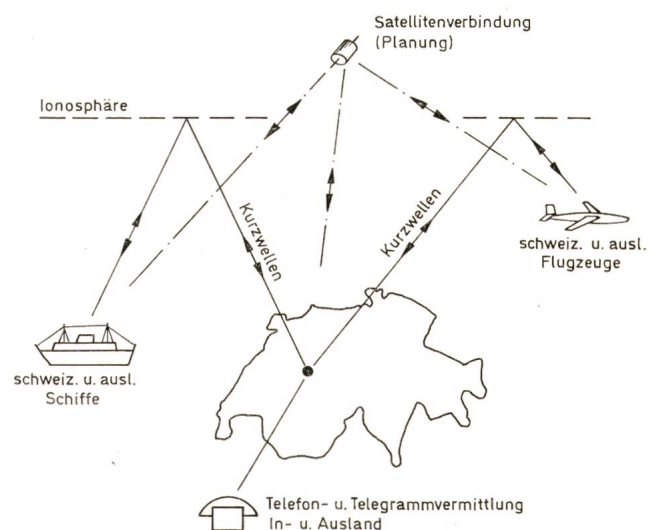 Satellitenverbindung
(Planung)
Ionosphäre
Kurzwellen
Kurzwellen
schweiz. u. ausl.
Flugzeuge
schweiz. u. ausl.
Schiffe
Telefon- u. Telegrammvermittlung
In- u. Ausland